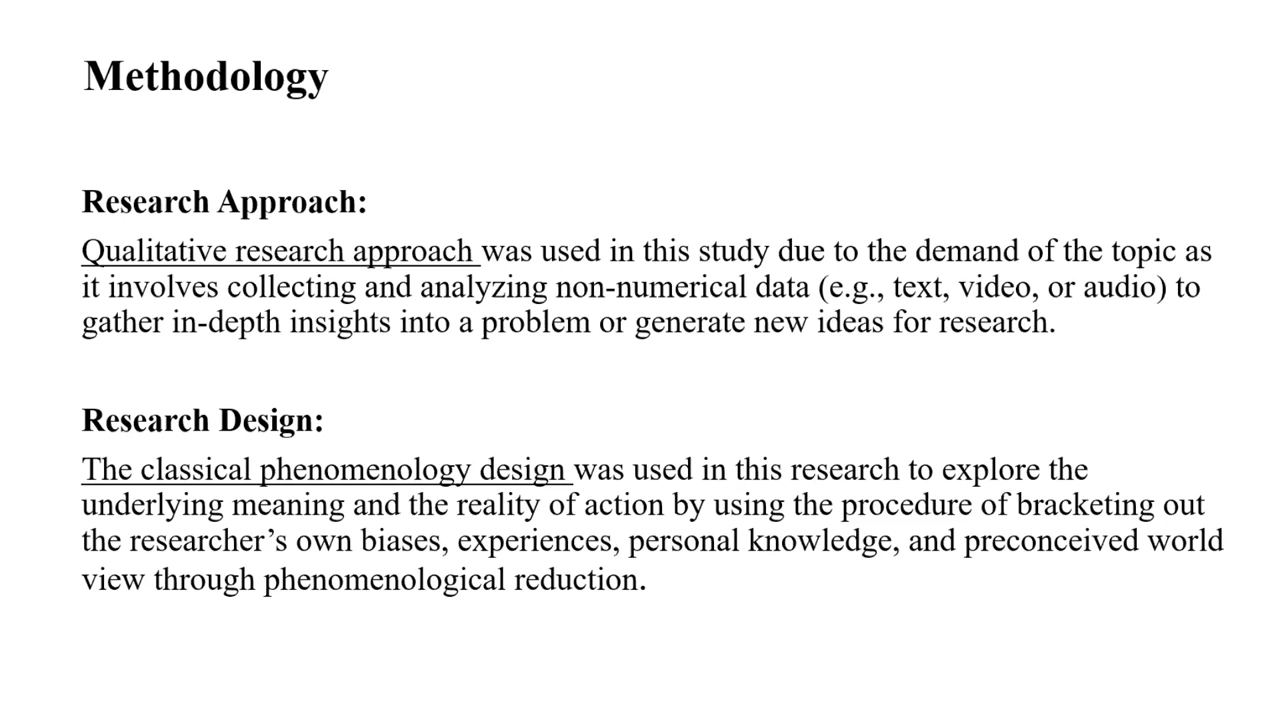 Methodology
Research Approach:
Qualitative research approach was used in this study due to the demand of the topic as
it involves collecting and analyzing non-numerical data (e.g., text, video, or audio) to
gather in-depth insights into a problem or generate new ideas for research.
Research Design:
The classical phenomenology design was used in this research to explore the
underlying meaning and the reality of action by using the procedure of bracketing out
the researcher’s own biases, experiences, personal knowledge, and preconceived world
view through phenomenological reduction.